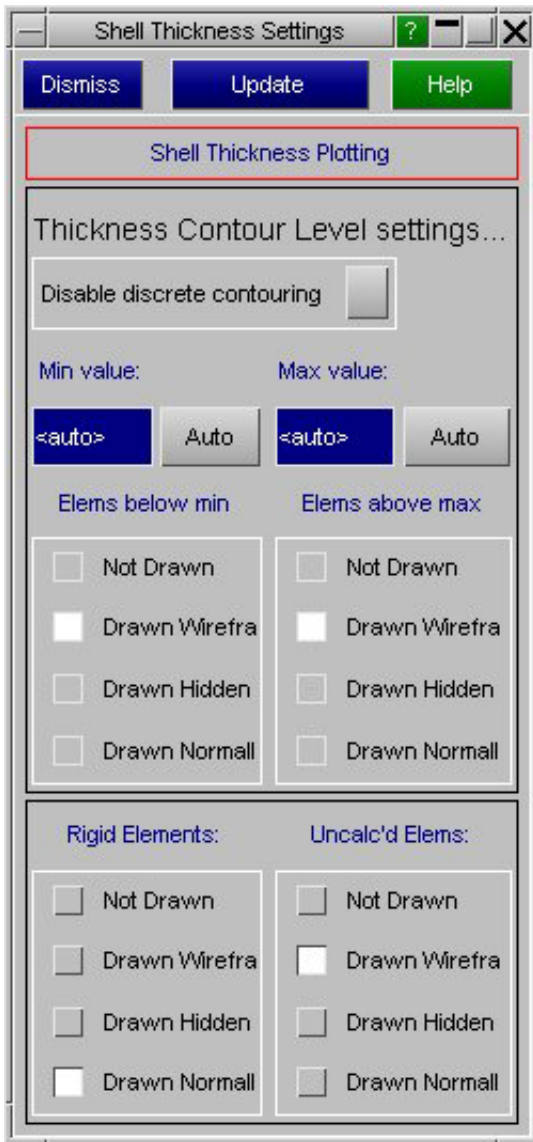 Shell Thickness Settings ?
Dismiss Update Help
Shell Thickness Plotting
Thickness Contour Level settings...
Disable discrete contouring
Min value: Max value:
<auto> Auto <auto> Auto
Elems below min Elems above max
Not Drawn Not Drawn
Drawn Wirefra Drawn Wirefra
Drawn Hidden Drawn Hidden
Drawn Normall Drawn Normall
Rigid Elements: Uncalc'd Elems:
Not Drawn Not Drawn
Drawn Wirefra Drawn Wirefra
Drawn Hidden Drawn Hidden
Drawn Normall Drawn Normall